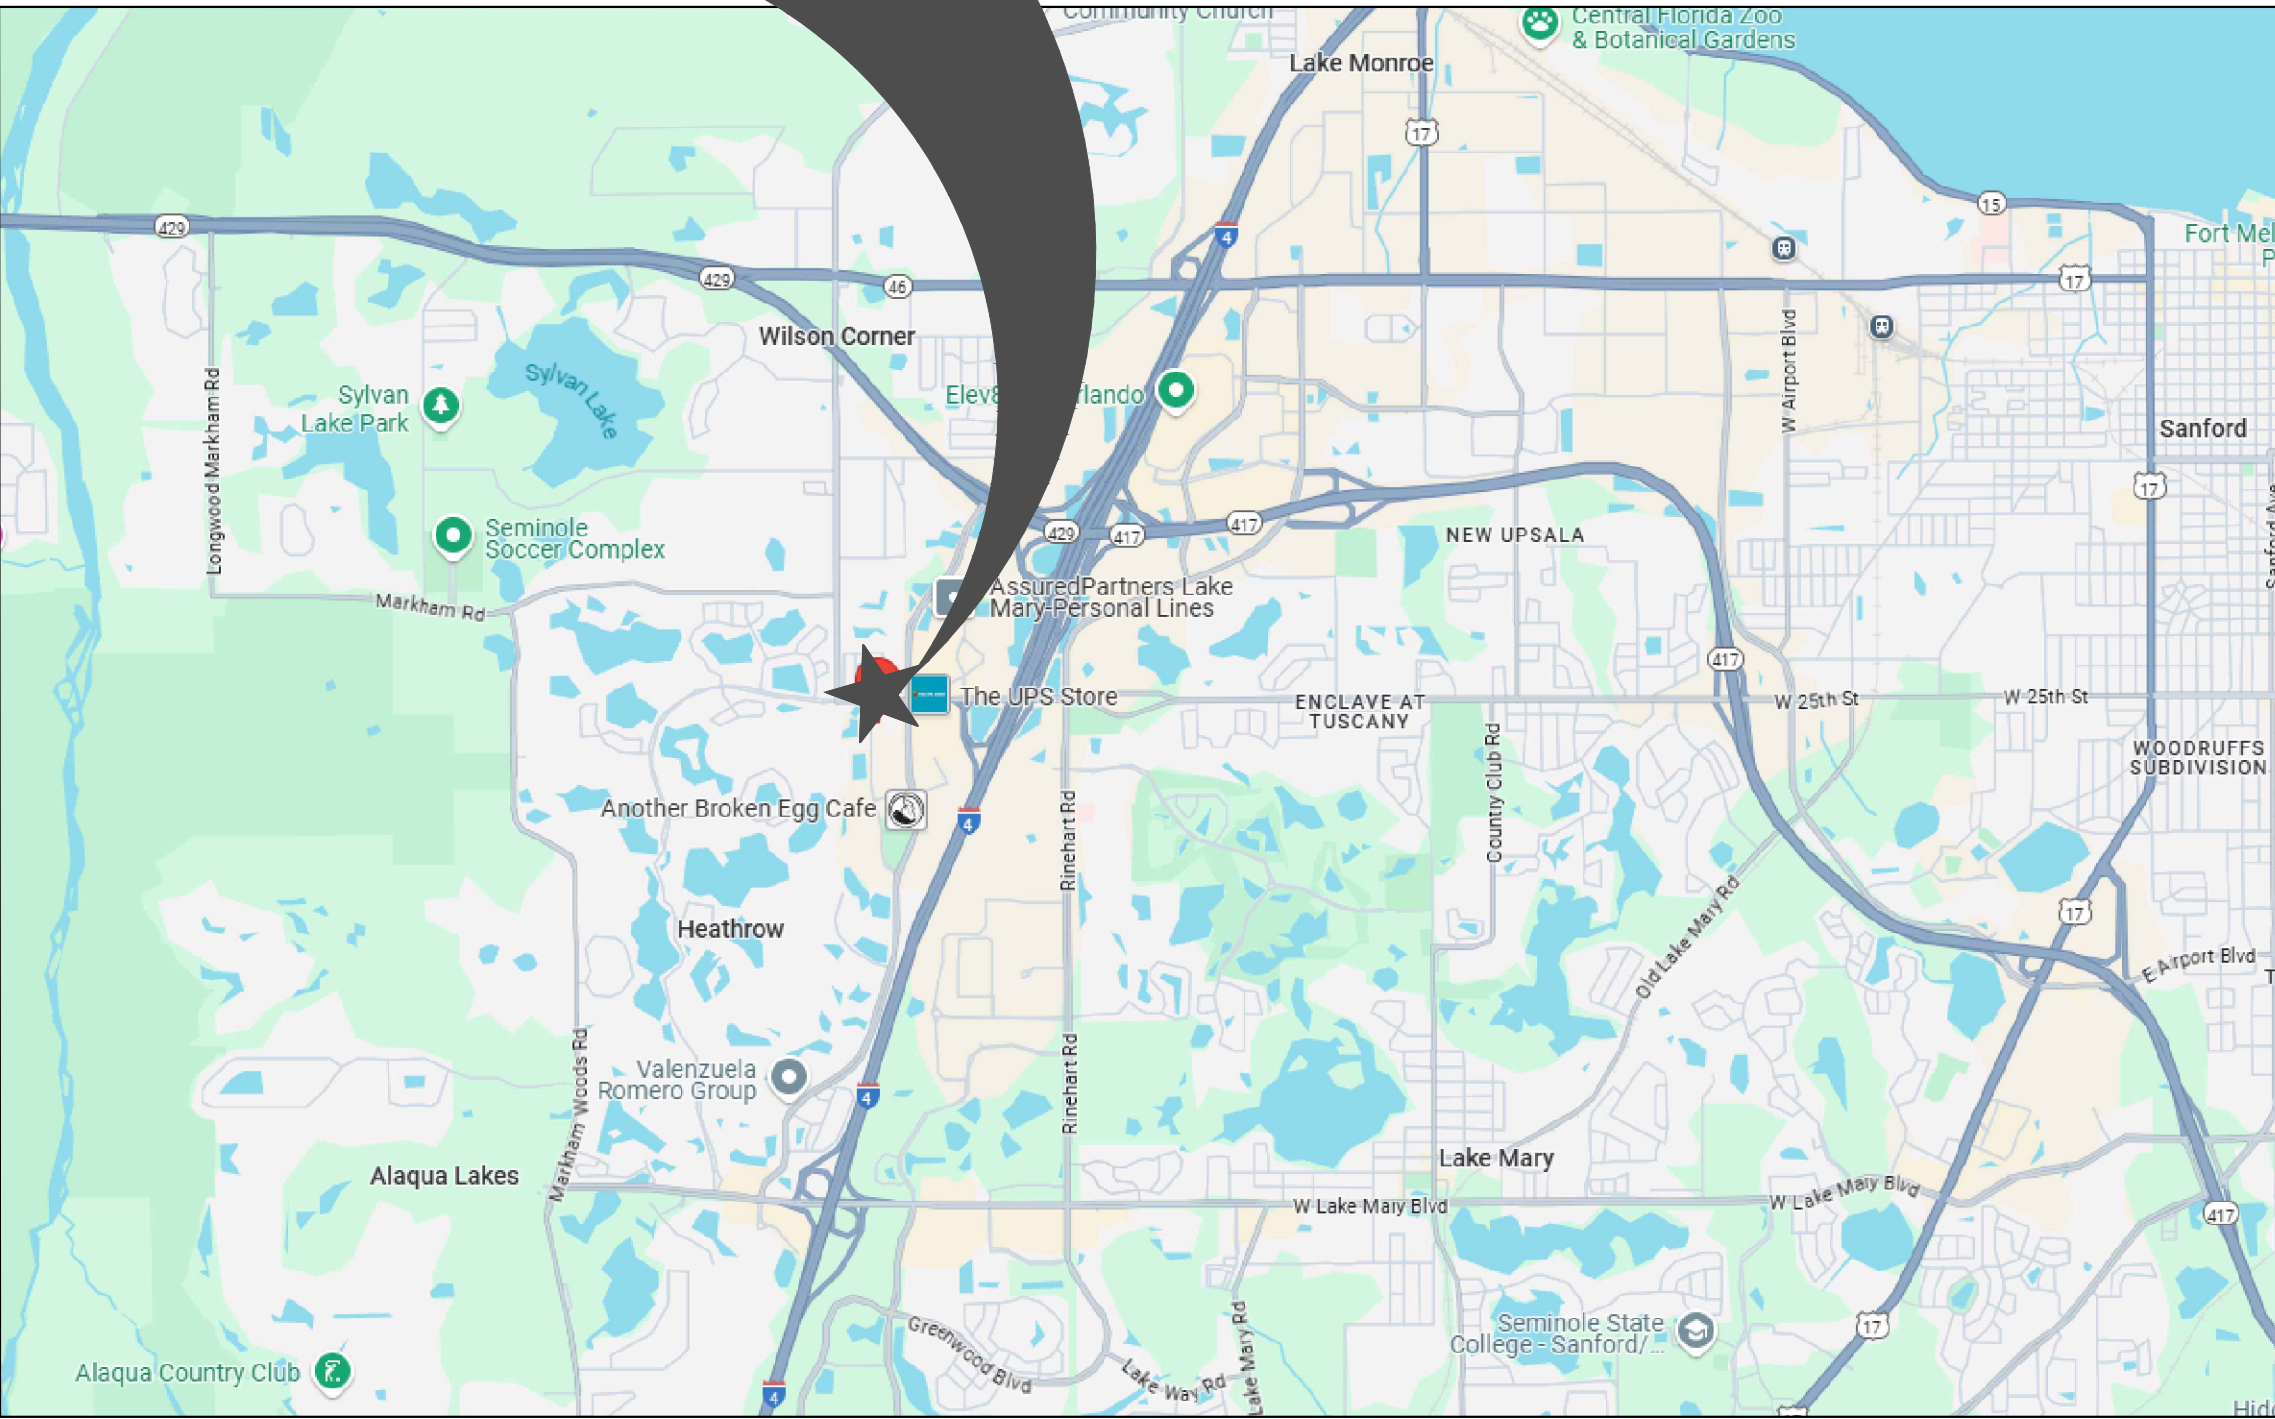 Community Church
Central Florida Zoo
& Botanical Gardens
Lake Monroe
17
15
4
429
Fort Mel
P
429
46
17
Wilson Corner
Sylvan Lake
Sylvan
Lake Park
Longwood Markham Rd
Elev8
rlando
W Airport Blvd
Sanford
17
Sanford Ave
Seminole
Soccer Complex
429
417
417
NEW UPSALA
AssuredPartners Lake
Mary-Personal Lines
Markham Rd
417
The UPS Store
ENCLAVE AT
TUSCANY
W 25th St
W 25th St
WOODRUFFS
SUBDIVISION
Country Club Rd
Another Broken Egg Cafe
4
Rinehart Rd
Old Lake Mary Rd
Heathrow
17
E Airport Blvd
T
Markham Woods Rd
Valenzuela
Romero Group
4
Rinehart Rd
Alaqua Lakes
Lake Mary
W Lake Mary Blvd
W Lake Mary Blvd
417
Greenwood Blvd
Lake Way Rd
Lake Mary Rd
Seminole State
College - Sanford/...
17
Alaqua Country Club
4
17
Hid